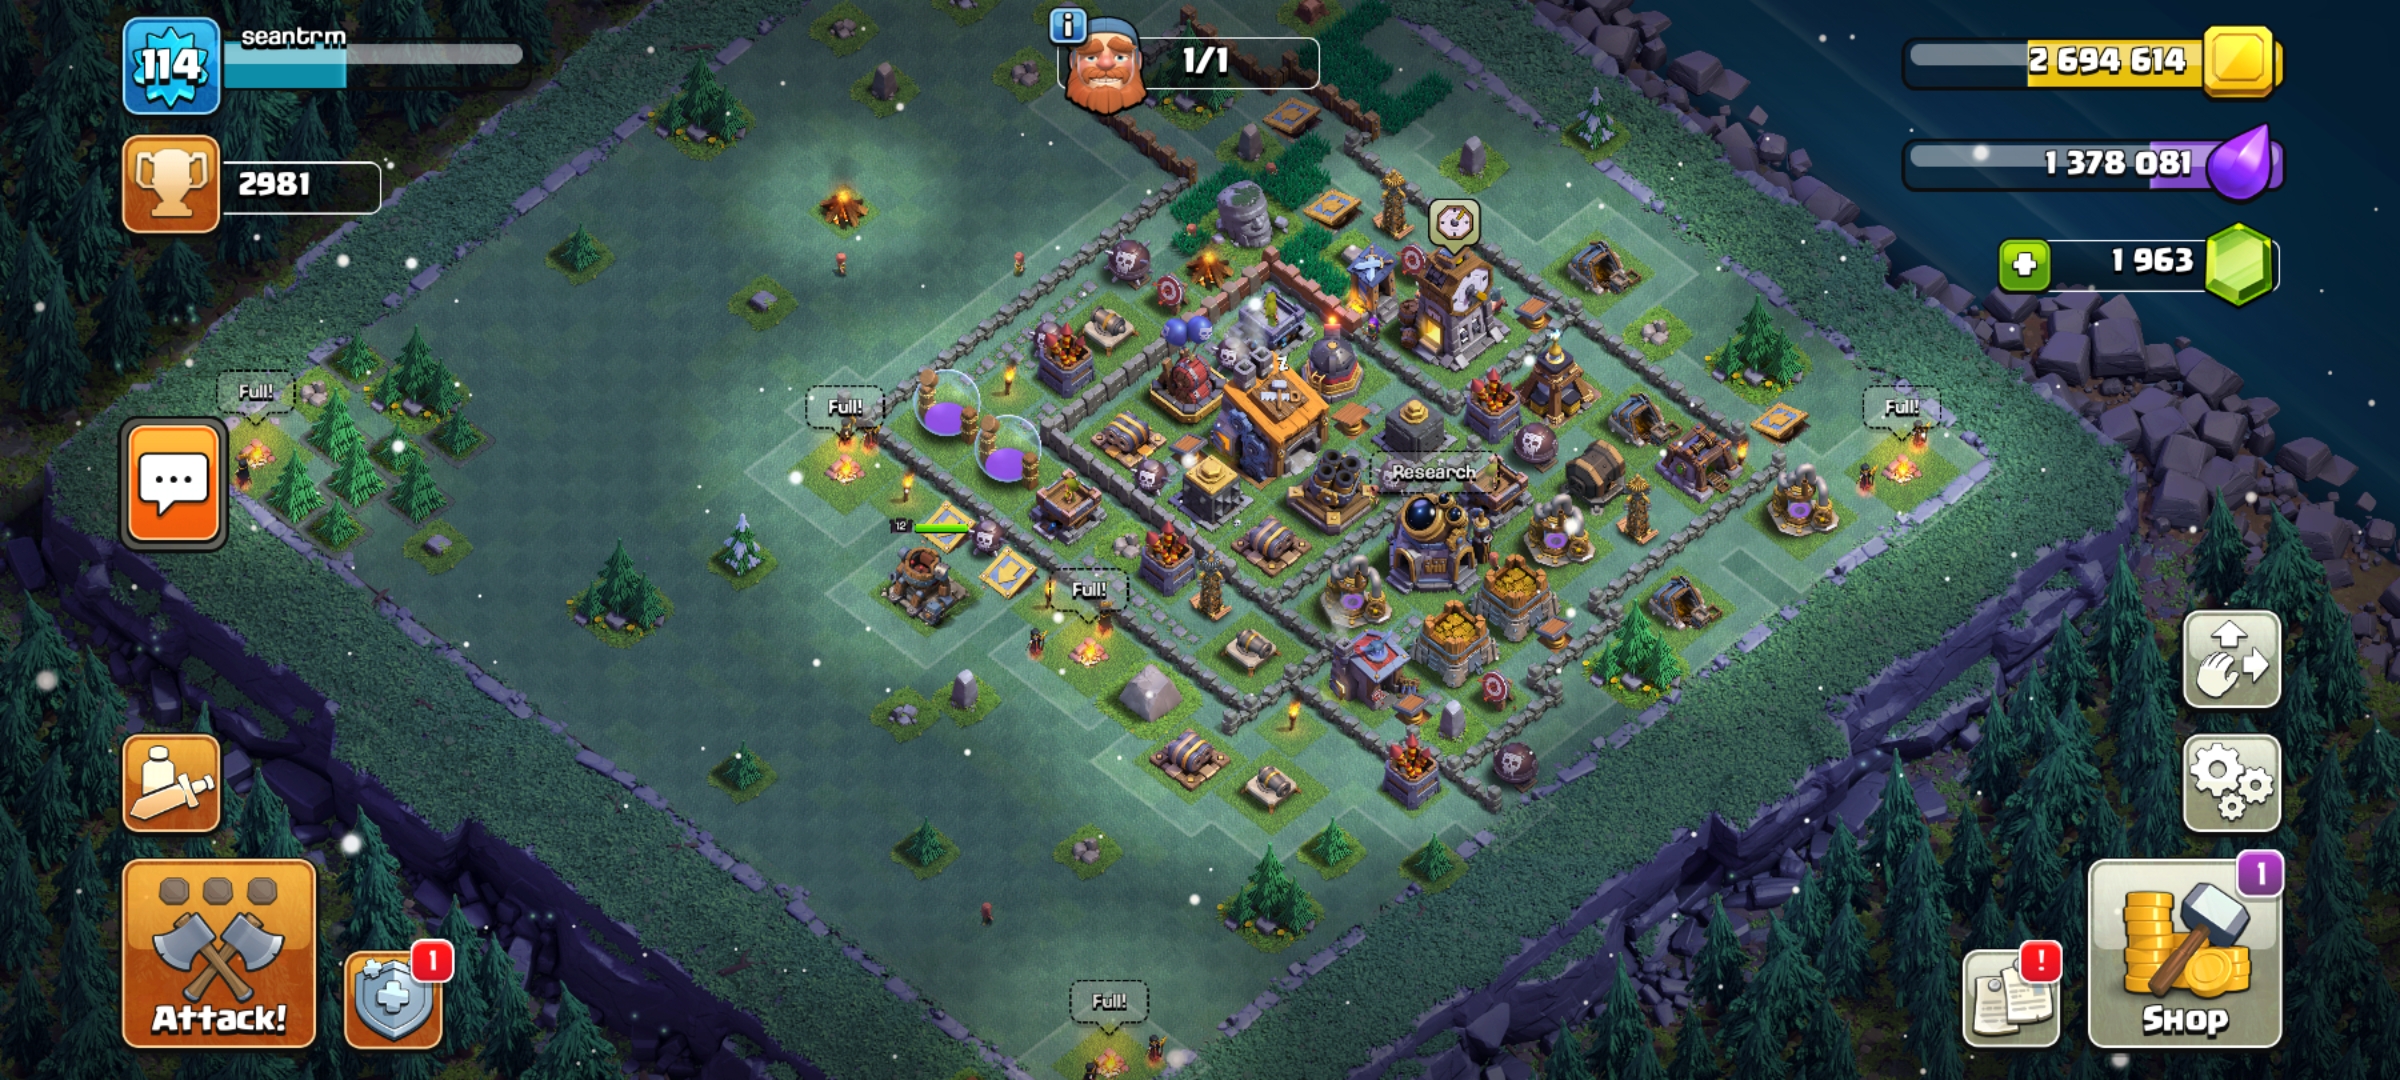 114
seantrm
i
1/1
2 694 614
2981
1 378 081
1 963
Full!
Full!
Full!
Research
12
Full!
1
1
!
Attack!
Shop
Full!